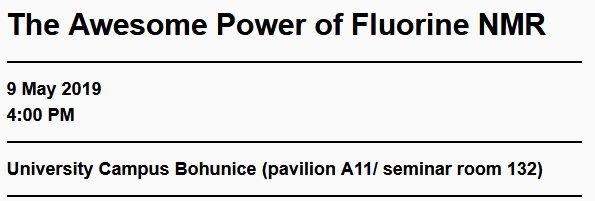 The Awesome Power of Fluorine NMR
9 May 2019
4:00 PM
University Campus Bohunice (pavilion A11/ seminar room 132)